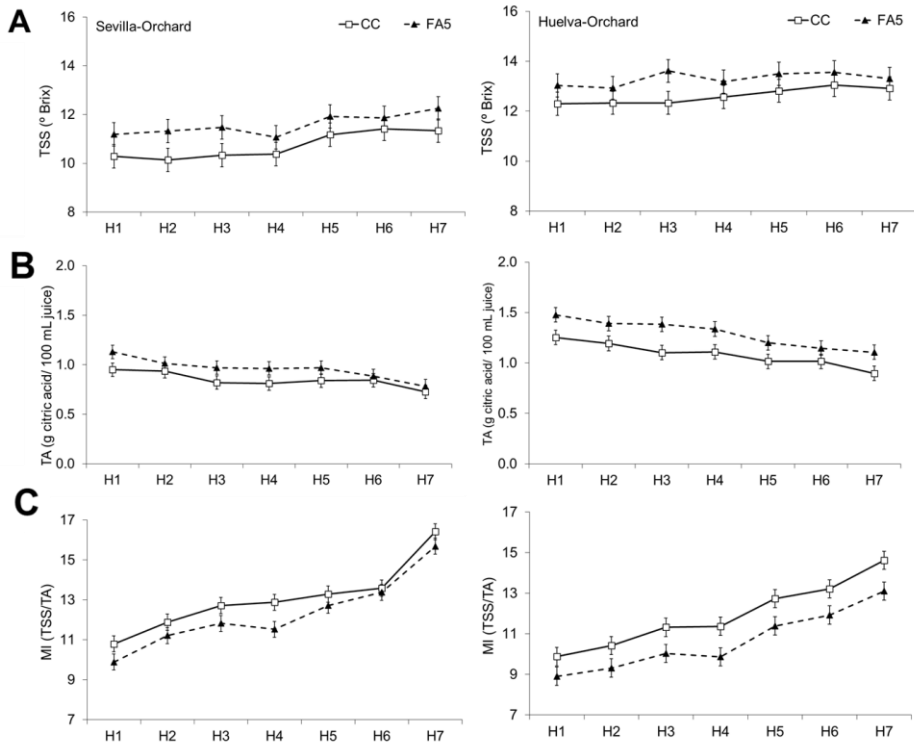 A
Sevilla-Orchard
CC
FA5
TSS (º Brix)
16
14
12
10
8
H1 H2 H3 H4 H5 H6 H7
Huelva-Orchard
CC
FA5
TSS (º Brix)
16
14
12
10
8
H1 H2 H3 H4 H5 H6 H7
B
TA (g citric acid/ 100 mL juice)
2.0
1.5
1.0
0.5
0.0
H1 H2 H3 H4 H5 H6 H7
TA (g citric acid/ 100 mL juice)
2.0
1.5
1.0
0.5
0.0
H1 H2 H3 H4 H5 H6 H7
C
MI (TSS/TA)
17
15
13
11
9
7
H1 H2 H3 H4 H5 H6 H7
MI (TSS/TA)
17
15
13
11
9
7
H1 H2 H3 H4 H5 H6 H7